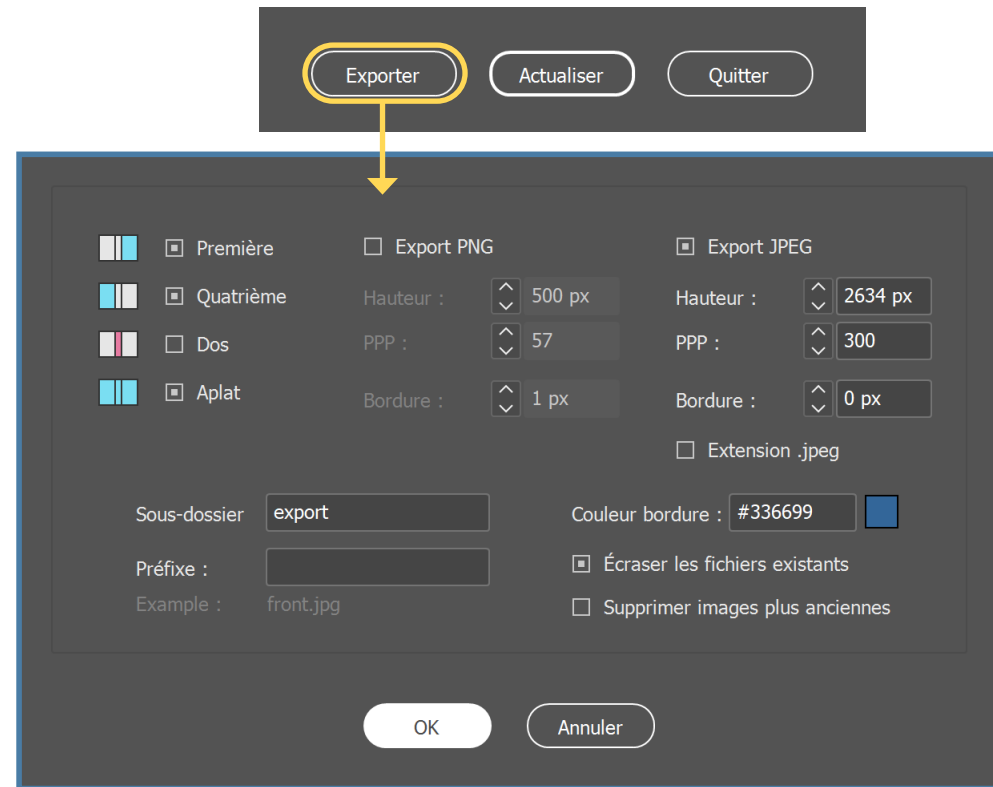 Exporter Actualiser Quitter
Première Export PNG Export JPEG
Quatrième Hauteur : 500 px Hauteur : 2634 px
Dos PPP : 57 PPP : 300
Aplat Bordure : 1 px Bordure : 0 px
Extension .jpeg
Sous-dossier export Couleur bordure : #336699
Préfixe : Écraser les fichiers existants
Example : front.jpg Supprimer images plus anciennes
OK Annuler